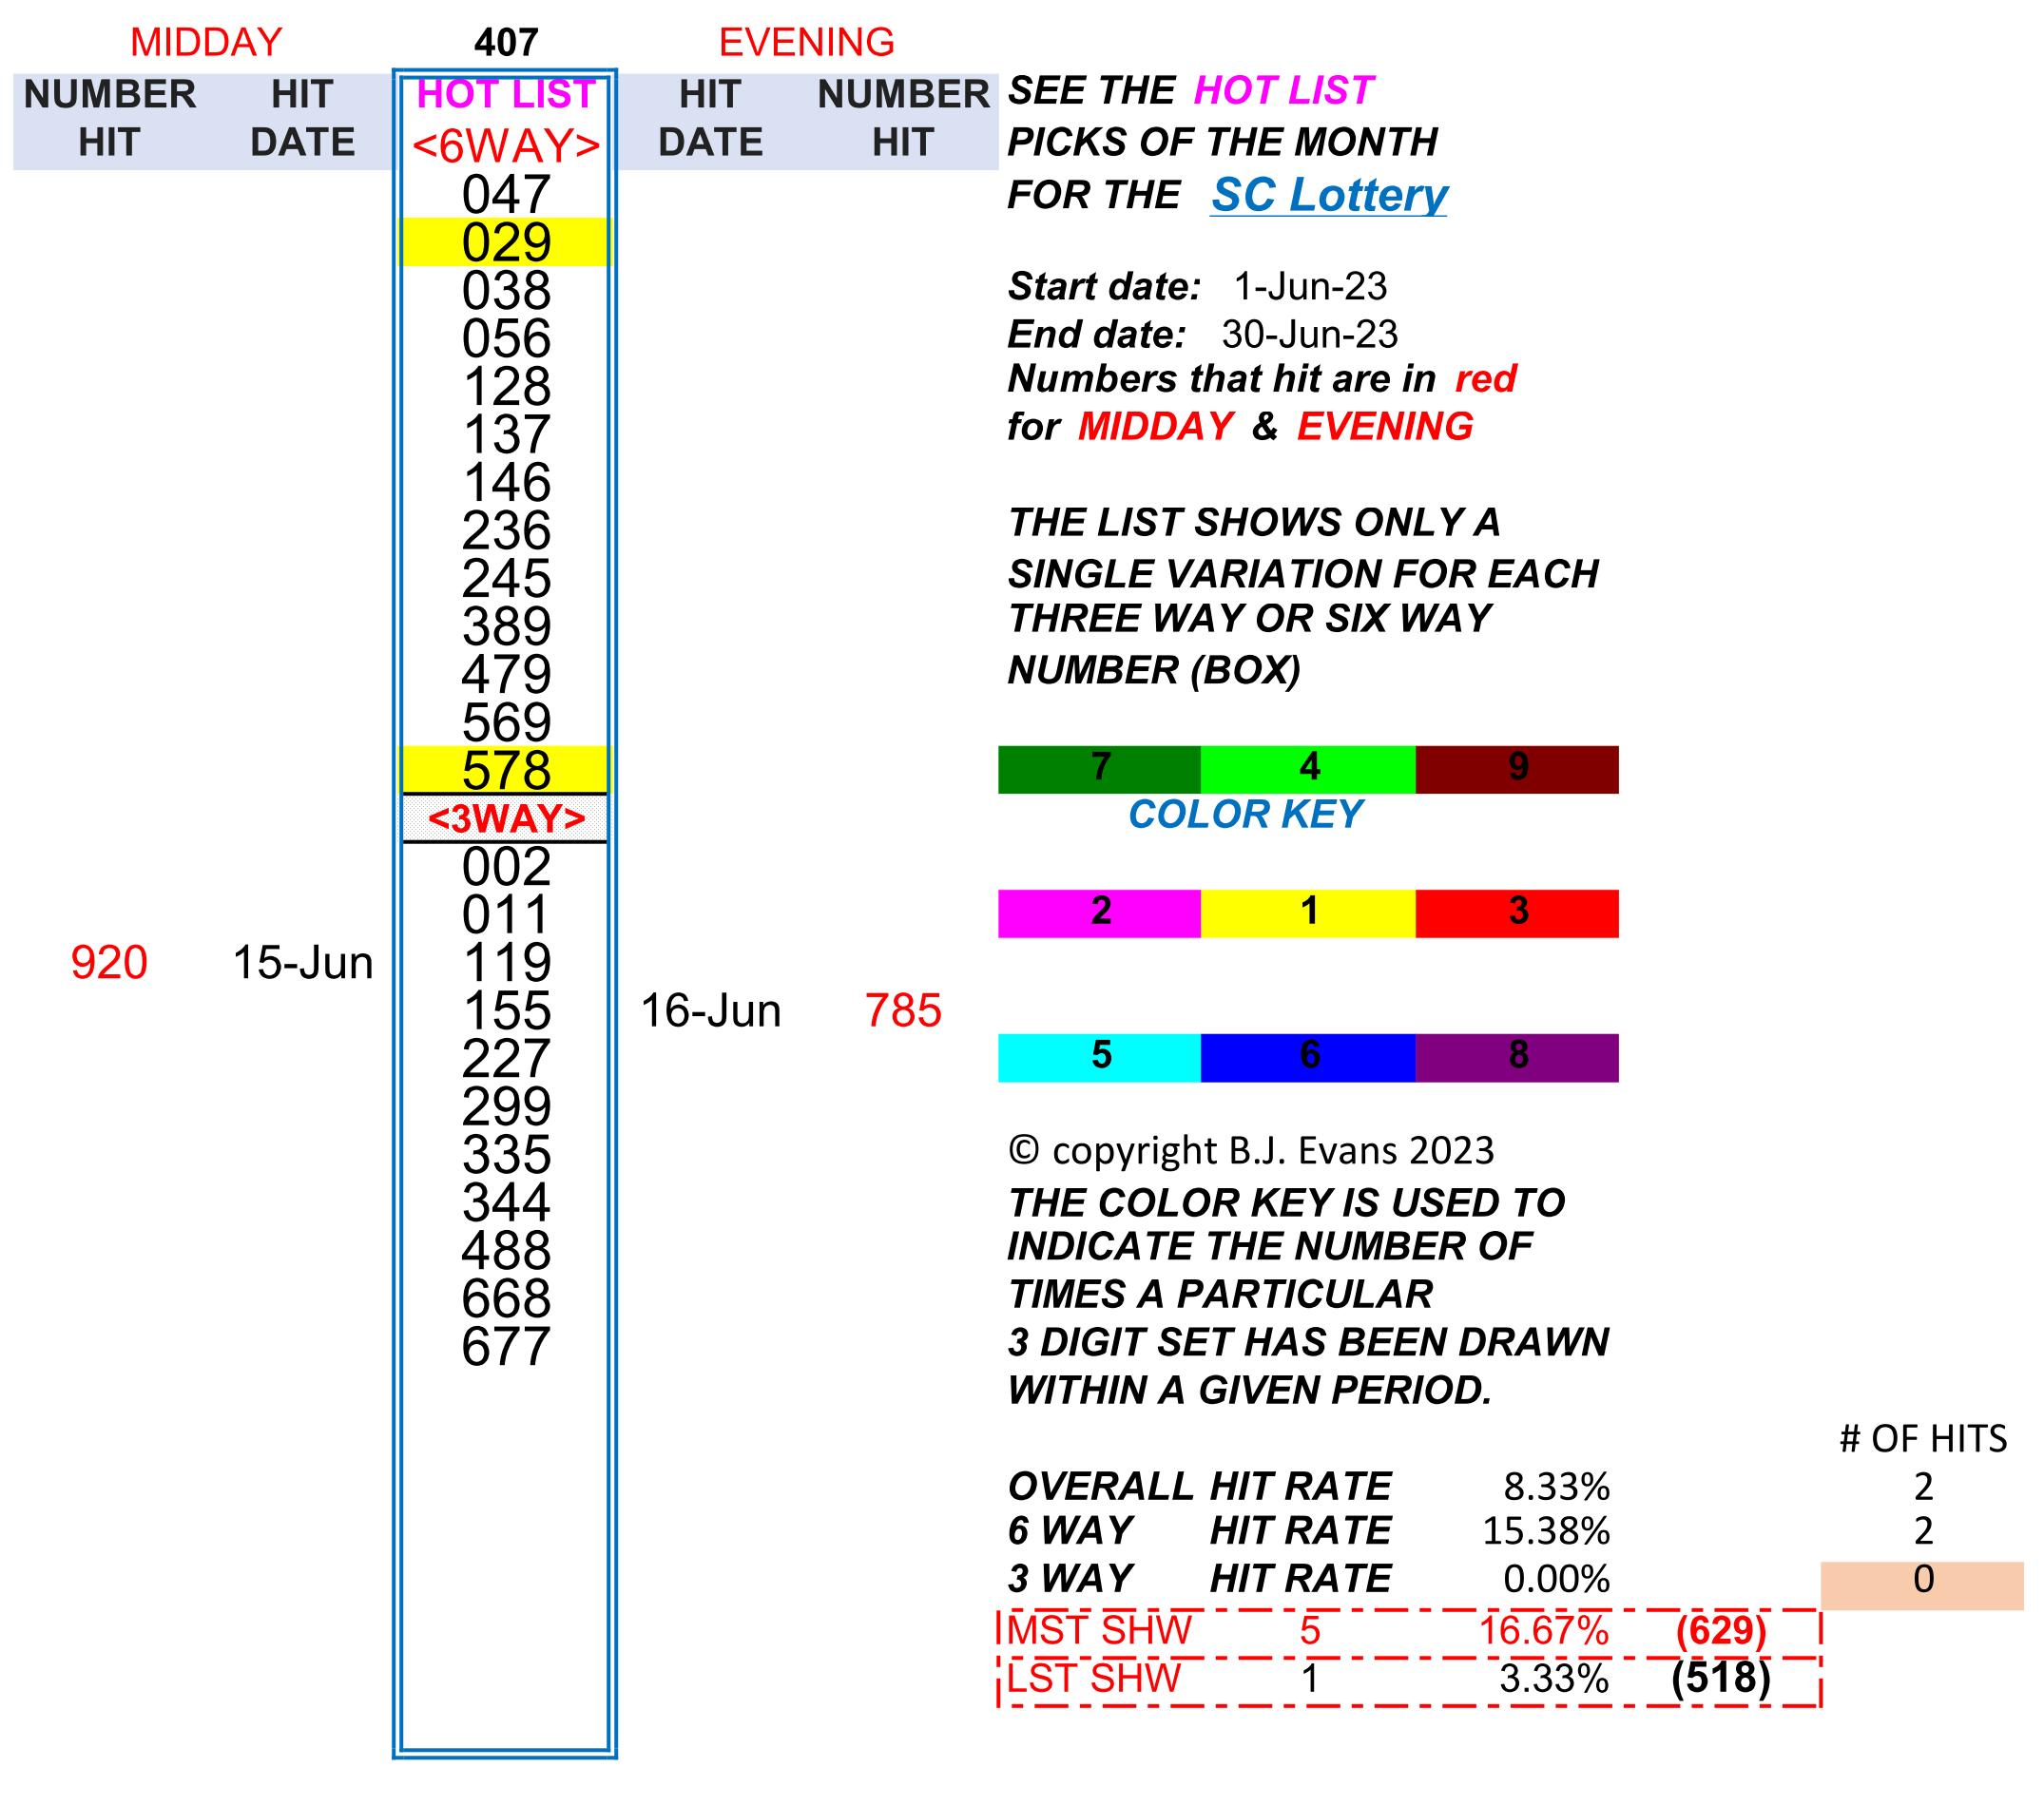 MIDDAY 407 EVENING
NUMBER HIT HOT LIST HIT NUMBER
HIT DATE <6WAY> DATE HIT
047
029
038
056
128
137
146
236
245
389
479
569
578
<3WAY>
002
011
920 15-Jun 119
155 16-Jun 785
227
299
335
344
488
668
677
SEE THE HOT LIST
PICKS OF THE MONTH
FOR THE SC Lottery
Start date: 1-Jun-23
End date: 30-Jun-23
Numbers that hit are in red
for MIDDAY & EVENING
THE LIST SHOWS ONLY A
SINGLE VARIATION FOR EACH
THREE WAY OR SIX WAY
NUMBER (BOX)
7 4 9
COLOR KEY
2 1 3
5 6 8
© copyright B.J. Evans 2023
THE COLOR KEY IS USED TO
INDICATE THE NUMBER OF
TIMES A PARTICULAR
3 DIGIT SET HAS BEEN DRAWN
WITHIN A GIVEN PERIOD.
# OF HITS
OVERALL HIT RATE 8.33% 2
6 WAY HIT RATE 15.38% 2
3 WAY HIT RATE 0.00% 0
MST SHW 5 16.67% (629)
LST SHW 1 3.33% (518)